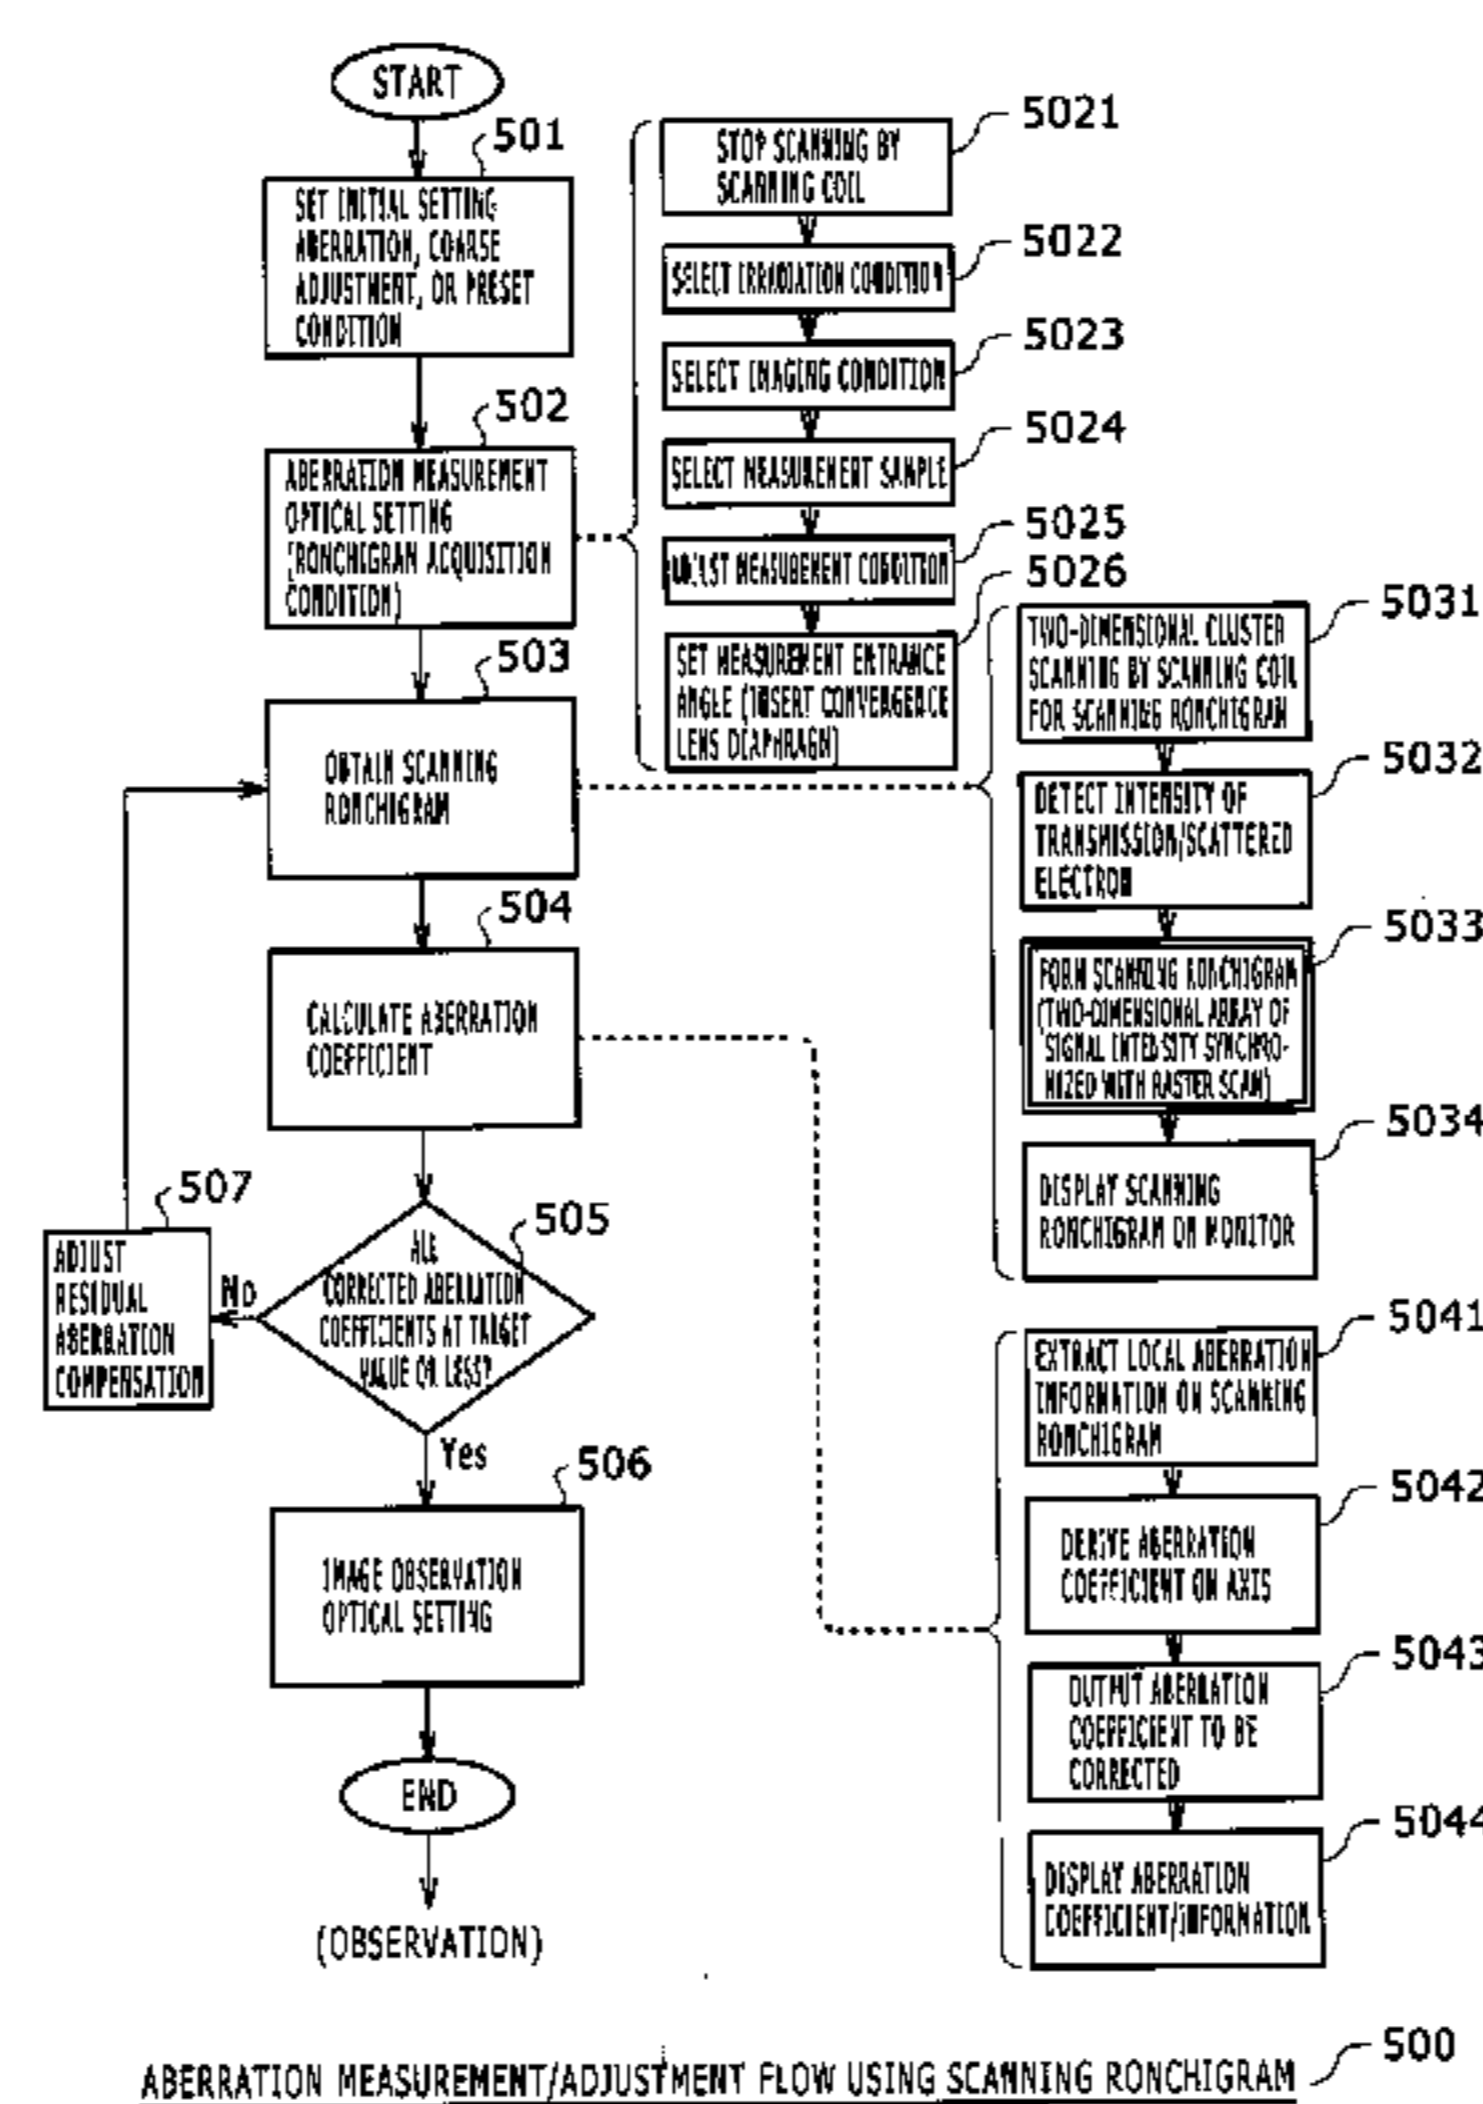 START
501
SET INITIAL SETTING
ABERRATION, COARSE
ADJUSTMENT, OR PRESET
CONDITION
502
ABERRATION MEASUREMENT
OPTICAL SETTING
(RONCHIGRAM ACQUISITION
CONDITION)
503
OBTAIN SCANNING
RONCHIGRAM
504
CALCULATE ABERRATION
COEFFICIENT
505
ALL
CORRECTED ABERRATION
COEFFICIENTS AT TARGET
VALUE OR LESS?
No
507
ADJUST
RESIDUAL
ABERRATION
COMPENSATION
Yes
506
IMAGE OBSERVATION
OPTICAL SETTING
END
(OBSERVATION)
5021
STOP SCANNING BY
SCANNING COIL
5022
SELECT IRRADIATION CONDITION
5023
SELECT IMAGING CONDITION
5024
SELECT MEASUREMENT SAMPLE
5025
MEASUREMENT CONDITION
5026
SET MEASUREMENT ENTRANCE
ANGLE (INSERT CONVERGENCE
LENS DIAPHRAGM)
5031
TWO-DIMENSIONAL CLUSTER
SCANNING BY SCANNING COIL
FOR SCANNING RONCHIGRAM
5032
DETECT INTENSITY OF
TRANSMISSION/SCATTERED
ELECTRON
5033
FORM SCANNING RONCHIGRAM
(TWO-DIMENSIONAL ARRAY OF
SIGNAL INTENSITY SYNCHRO-
NIZED WITH RASTER SCAN)
5034
DISPLAY SCANNING
RONCHIGRAM ON MONITOR
5041
EXTRACT LOCAL ABERRATION
INFORMATION ON SCANNING
RONCHIGRAM
5042
DERIVE ABERRATION
COEFFICIENT ON AXIS
5043
OUTPUT ABERRATION
COEFFICIENT TO BE
CORRECTED
5044
DISPLAY ABERRATION
COEFFICIENT/INFORMATION
500
ABERRATION MEASUREMENT/ADJUSTMENT FLOW USING SCANNING RONCHIGRAM